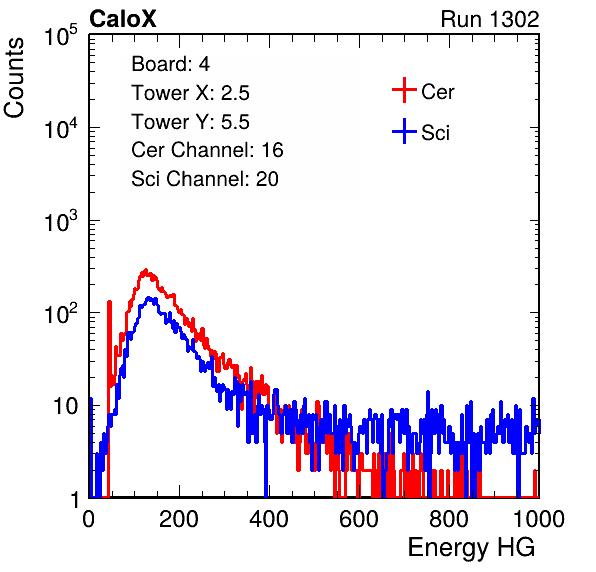 CaloX Run 1302
Counts
10^5
10^4
10^3
10^2
10
1
Board: 4
Tower X: 2.5
Tower Y: 5.5
Cer Channel: 16
Sci Channel: 20
Cer
Sci
0 200 400 600 800 1000
Energy HG